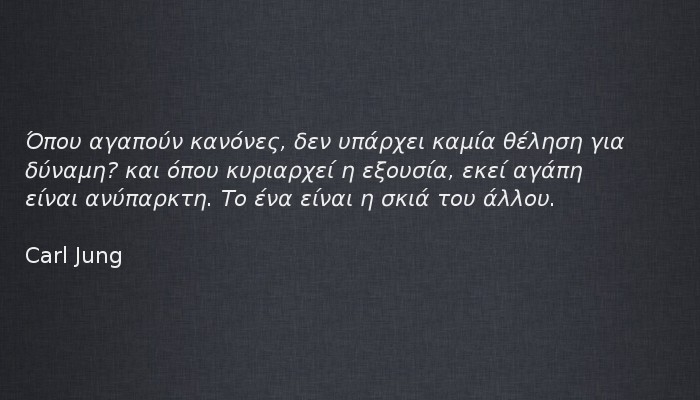 Όπου αγαπούν κανόνες, δεν υπάρχει καμία θέληση για
δύναμη? και όπου κυριαρχεί η εξουσία, εκεί αγάπη
είναι ανύπαρκτη. Το ένα είναι η σκιά του άλλου.
Carl Jung